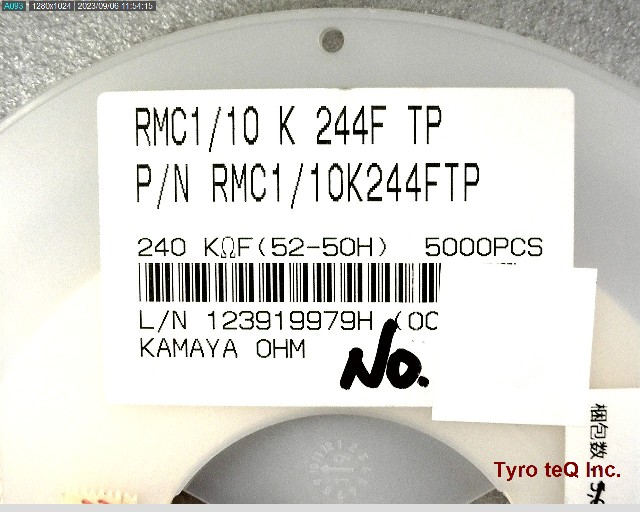 A093 1280x1024 2023/09/06 11:54:15
RMC1/10 K 244F TP
P/N RMC1/10K244FTP
240 KΩF(52-50H) 5000PCS
L/N 123919979H (00
KAMAYA OHM
No.
梱包数
Tyro teQ Inc.